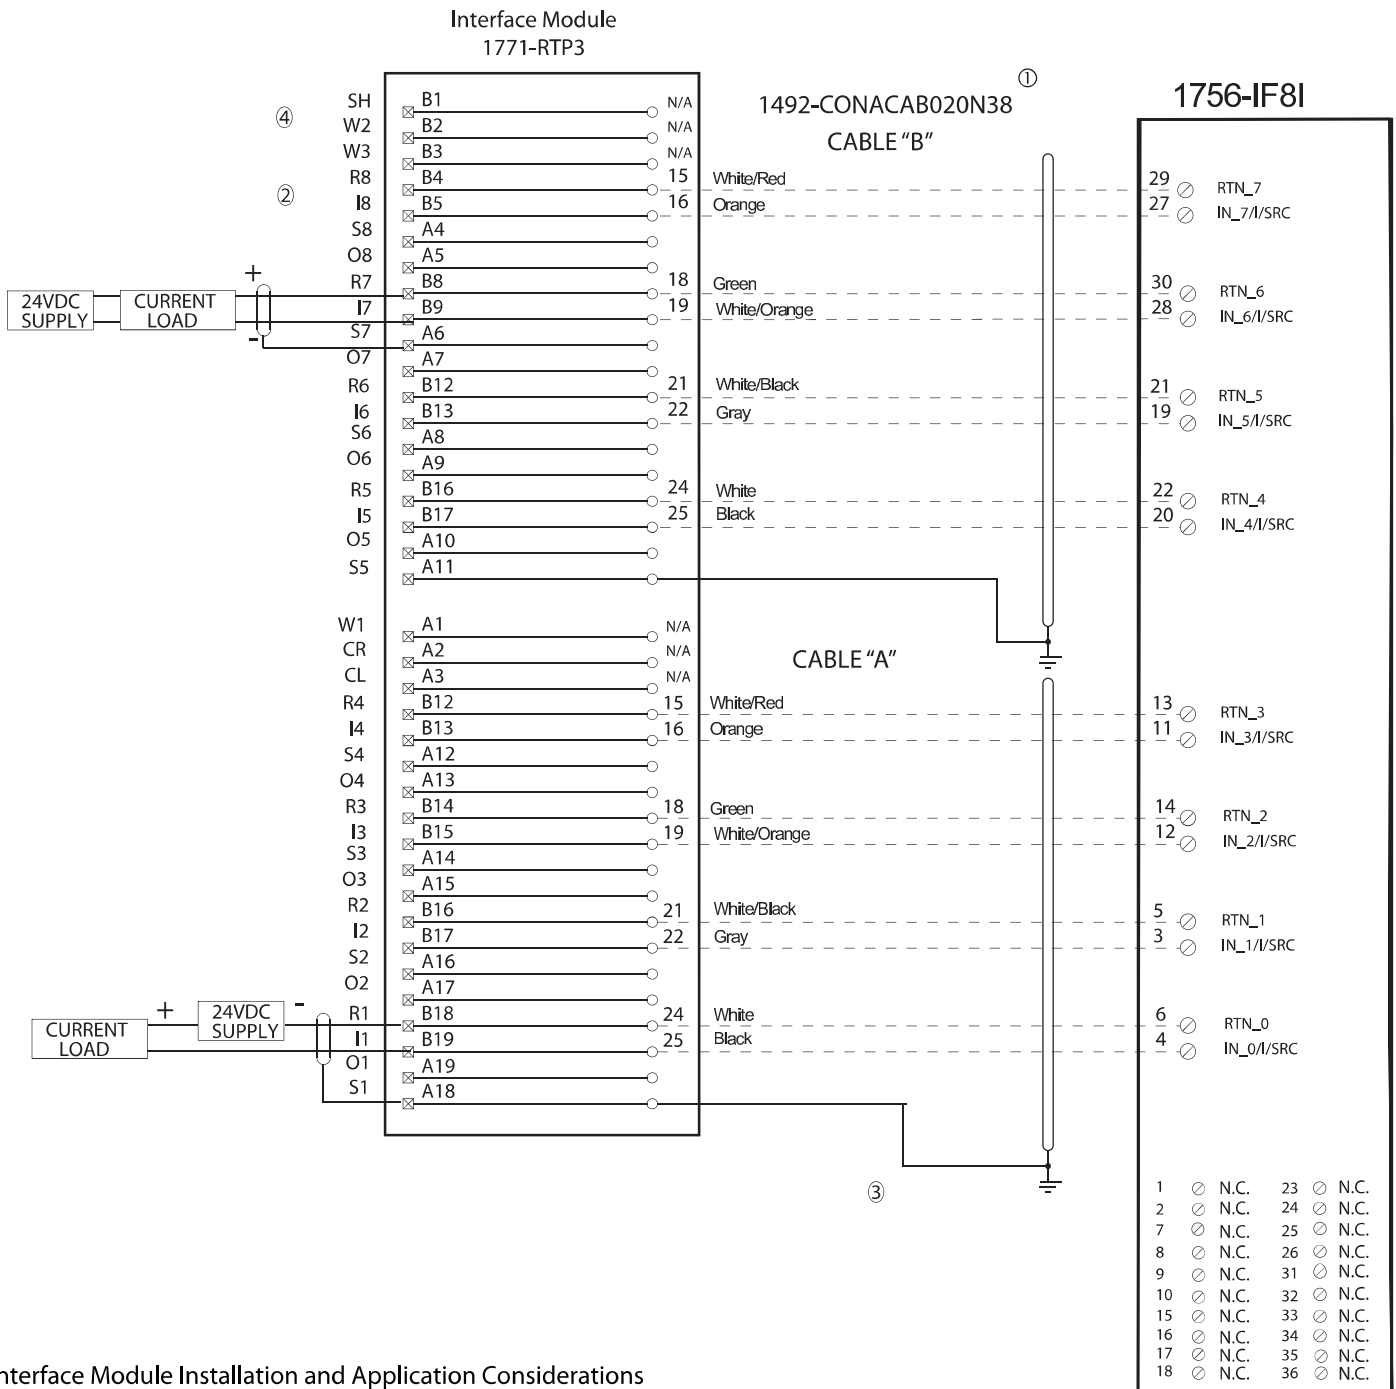 Interface Module
1771-RTP3
①
1492-CONACAB020N38
CABLE "B"
1756-IF8I
④
②
SH B1 N/A
W2 B2 N/A
W3 B3 N/A
R8 B4 15 White/Red 29 RTN_7
I8 B5 16 Orange 27 IN_7/I/SRC
S8 A4
O8 A5
+
R7 B8 18 Green 30 RTN_6
24VDC SUPPLY
CURRENT LOAD
I7 B9 19 White/Orange 28 IN_6/I/SRC
-
S7 A6
O7 A7
R6 B12 21 White/Black 21 RTN_5
I6 B13 22 Gray 19 IN_5/I/SRC
S6 A8
O6 A9
R5 B16 24 White 22 RTN_4
I5 B17 25 Black 20 IN_4/I/SRC
O5 A10
S5 A11
W1 A1 N/A
CR A2 N/A
CL A3 N/A
CABLE "A"
R4 B12 15 White/Red 13 RTN_3
I4 B13 16 Orange 11 IN_3/I/SRC
S4 A12
O4 A13
R3 B14 18 Green 14 RTN_2
I3 B15 19 White/Orange 12 IN_2/I/SRC
S3 A14
O3 A15
R2 B16 21 White/Black 5 RTN_1
I2 B17 22 Gray 3 IN_1/I/SRC
S2 A16
O2 A17
CURRENT LOAD
+
24VDC SUPPLY
-
R1 B18 24 White 6 RTN_0
I1 B19 25 Black 4 IN_0/I/SRC
O1 A19
S1 A18
③
1 N.C. 23 N.C.
2 N.C. 24 N.C.
7 N.C. 25 N.C.
8 N.C. 26 N.C.
9 N.C. 31 N.C.
10 N.C. 32 N.C.
15 N.C. 33 N.C.
16 N.C. 34 N.C.
17 N.C. 35 N.C.
18 N.C. 36 N.C.
nterface Module Installation and Application Considerations